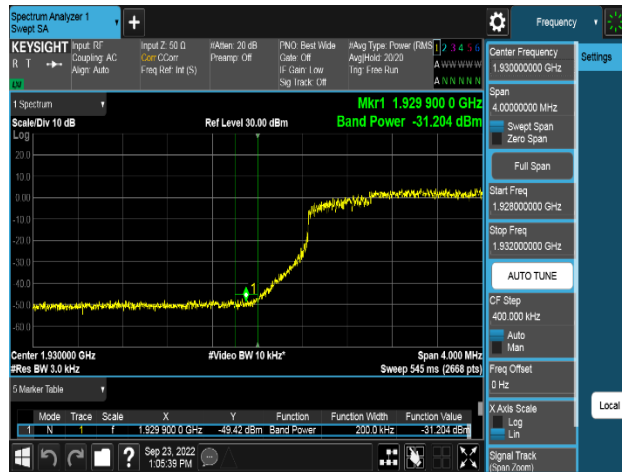 Spectrum Analyzer 1
Swept SA
Frequency
KEYSIGHT
R T
Input: RF
Coupling: AC
Align: Auto
Input Z: 50 Ω
Corr CCorr
Freq Ref: Int (S)
#Atten: 20 dB
Preamp: Off
PNO: Best Wide
Gate: Off
IF Gain: Low
Sig Track: Off
#Avg Type: Power (RMS)
Avg|Hold: 20/20
Trig: Free Run
1 2 3 4 5 6
A W W W W W
A N N N N N
1 Spectrum
Scale/Div 10 dB
Log
Ref Level 30.00 dBm
Mkr1 1.929 900 0 GHz
Band Power -31.204 dBm
20.0
10.0
0.00
-10.0
-20.0
-30.0
-40.0
-50.0
-60.0
1
Center 1.930000 GHz
#Res BW 3.0 kHz
#Video BW 10 kHz*
Span 4.000 MHz
Sweep 545 ms (2668 pts)
5 Marker Table
Mode Trace Scale X Y Function Function Width Function Value
1 N 1 f 1.929 900 0 GHz -49.42 dBm Band Power 200.0 kHz -31.204 dBm
Sep 23, 2022
1:05:39 PM
Center Frequency
1.930000000 GHz
Settings
Span
4.00000000 MHz
Swept Span
Zero Span
Full Span
Start Freq
1.928000000 GHz
Stop Freq
1.932000000 GHz
AUTO TUNE
CF Step
400.000 kHz
Auto
Man
Freq Offset
0 Hz
X Axis Scale
Log
Lin
Local
Signal Track
(Span Zoom)